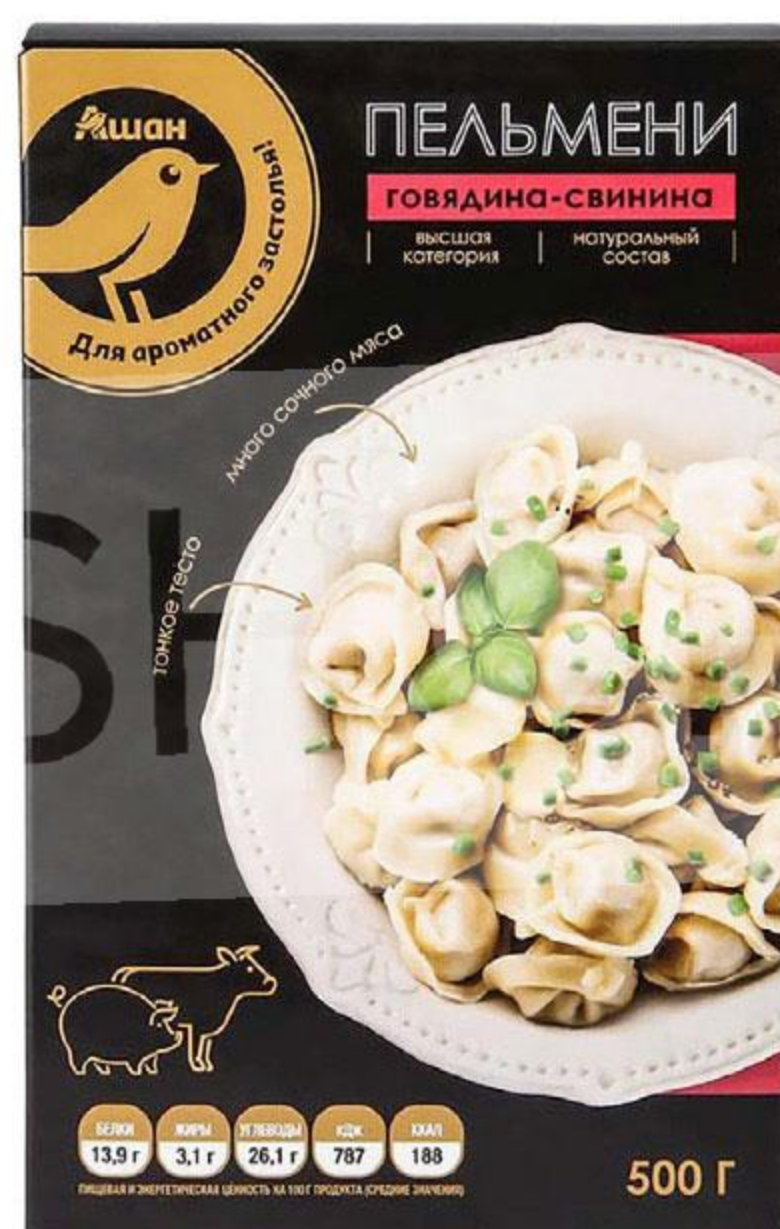 Ашан
Для ароматного застолья!
ПЕЛЬМЕНИ
говядина-свинина
высшая
категория
натуральный
состав
много сочного мяса
тонкое тесто
БЕЛКИ
13,9 г
ЖИРЫ
3,1 г
УГЛЕВОДЫ
26,1 г
кДж
787
ККАЛ
188
ПИЩЕВАЯ И ЭНЕРГЕТИЧЕСКАЯ ЦЕННОСТЬ НА 100 Г ПРОДУКТА (СРЕДНИЕ ЗНАЧЕНИЯ)
500 Г